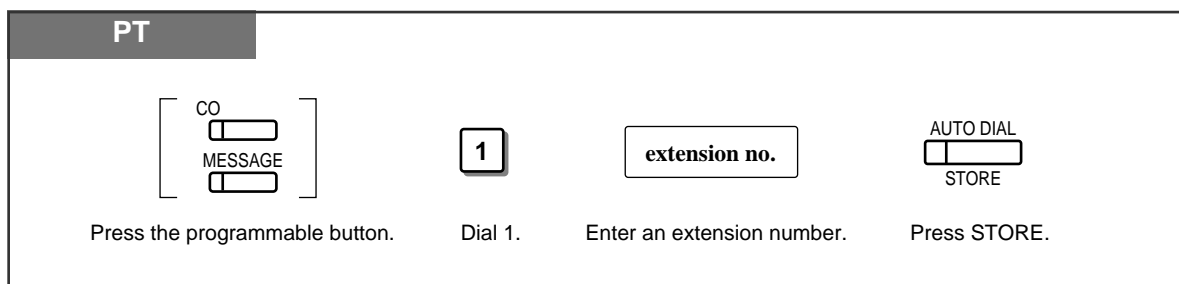 PT
CO
MESSAGE
1
extension no.
AUTO DIAL
STORE
Press the programmable button.
Dial 1.
Enter an extension number.
Press STORE.